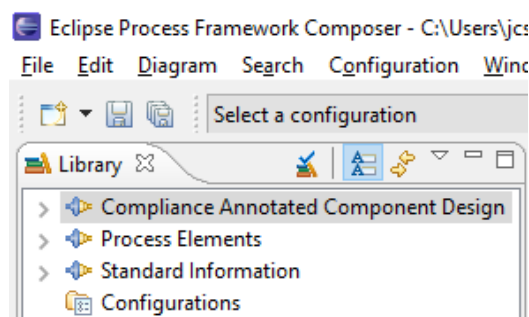 Eclipse Process Framework Composer - C:\Users\jcs
File Edit Diagram Search Configuration Wind
Select a configuration
Library
Compliance Annotated Component Design
Process Elements
Standard Information
Configurations